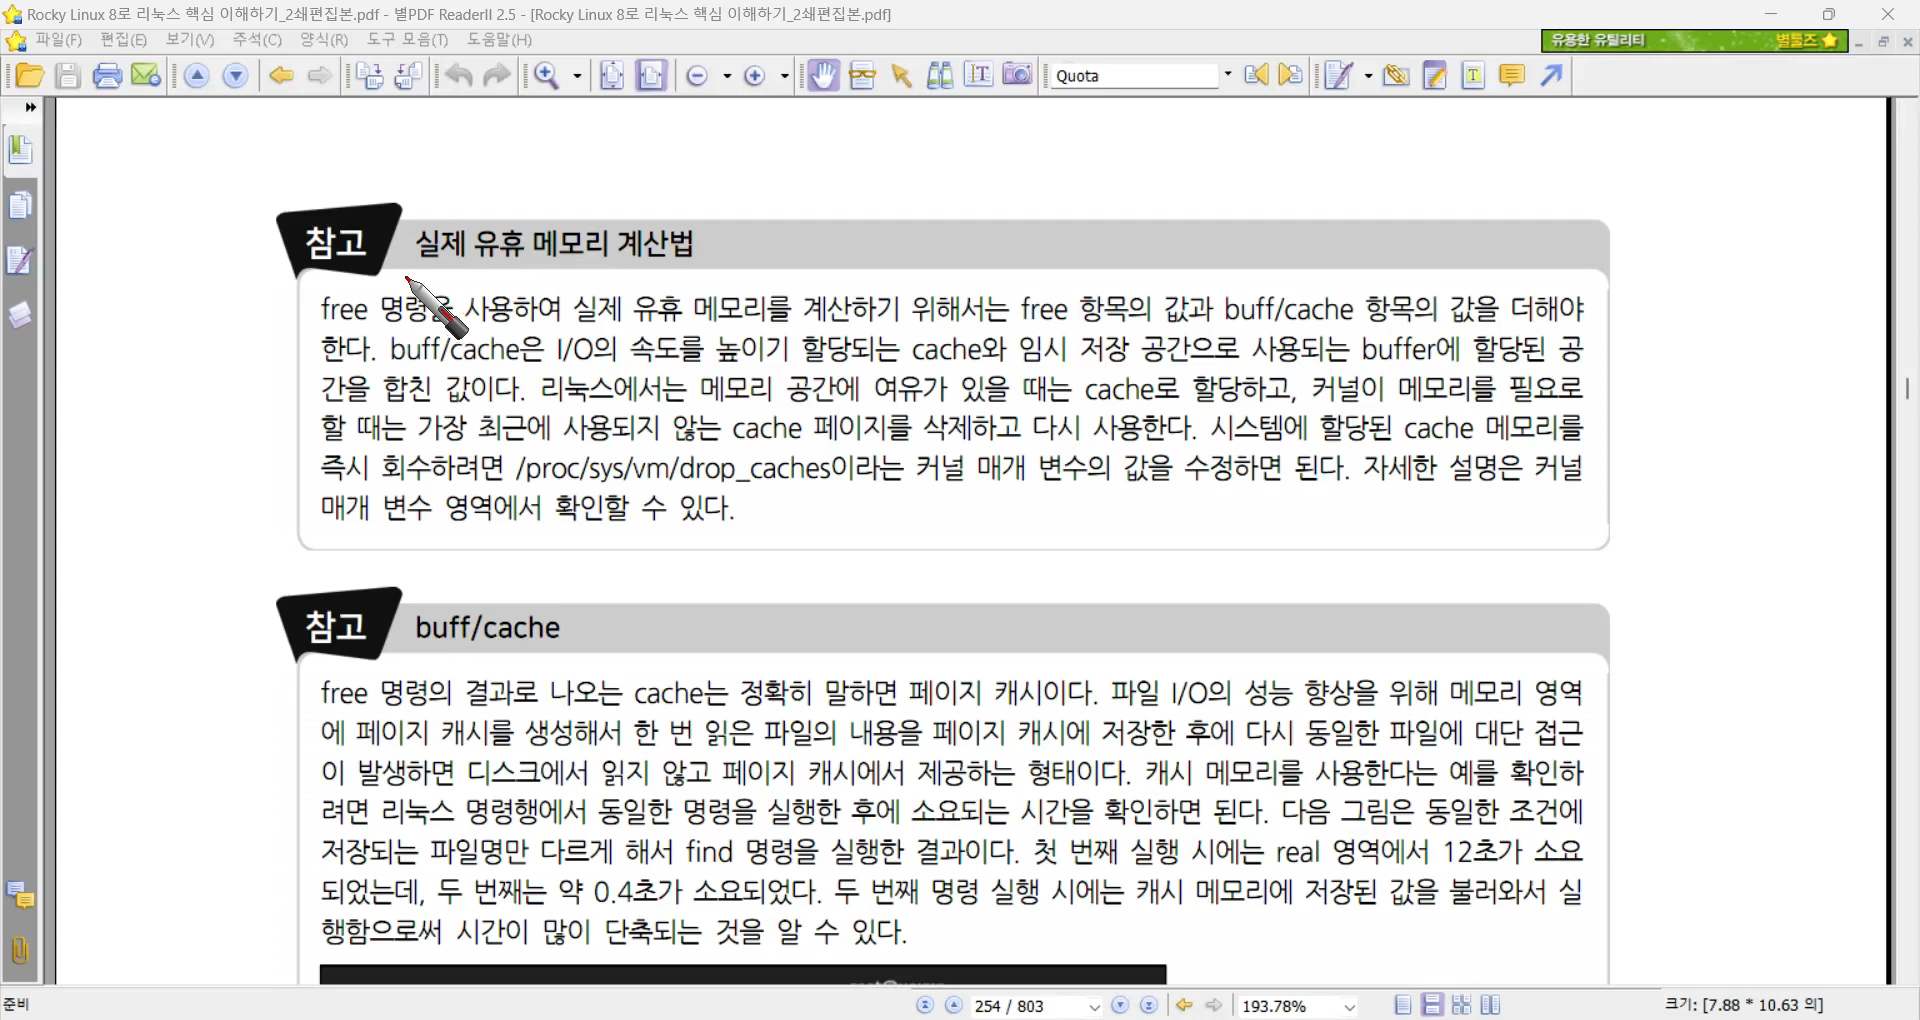 Rocky Linux 8로 리눅스 핵심 이해하기_2쇄편집본.pdf - 별PDF ReaderII 2.5 - [Rocky Linux 8로 리눅스 핵심 이해하기_2쇄편집본.pdf]
파일(F) 편집(E) 보기(V) 주석(C) 양식(R) 도구 모음(T) 도움말(H)
유용한 유틸리티 별툴즈
Quota
참고 실제 유휴 메모리 계산법
free 명령을 사용하여 실제 유휴 메모리를 계산하기 위해서는 free 항목의 값과 buff/cache 항목의 값을 더해야
한다. buff/cache은 I/O의 속도를 높이기 할당되는 cache와 임시 저장 공간으로 사용되는 buffer에 할당된 공
간을 합친 값이다. 리눅스에서는 메모리 공간에 여유가 있을 때는 cache로 할당하고, 커널이 메모리를 필요로
할 때는 가장 최근에 사용되지 않는 cache 페이지를 삭제하고 다시 사용한다. 시스템에 할당된 cache 메모리를
즉시 회수하려면 /proc/sys/vm/drop_caches이라는 커널 매개 변수의 값을 수정하면 된다. 자세한 설명은 커널
매개 변수 영역에서 확인할 수 있다.
참고 buff/cache
free 명령의 결과로 나오는 cache는 정확히 말하면 페이지 캐시이다. 파일 I/O의 성능 향상을 위해 메모리 영역
에 페이지 캐시를 생성해서 한 번 읽은 파일의 내용을 페이지 캐시에 저장한 후에 다시 동일한 파일에 대단 접근
이 발생하면 디스크에서 읽지 않고 페이지 캐시에서 제공하는 형태이다. 캐시 메모리를 사용한다는 예를 확인하
려면 리눅스 명령행에서 동일한 명령을 실행한 후에 소요되는 시간을 확인하면 된다. 다음 그림은 동일한 조건에
저장되는 파일명만 다르게 해서 find 명령을 실행한 결과이다. 첫 번째 실행 시에는 real 영역에서 12초가 소요
되었는데, 두 번째는 약 0.4초가 소요되었다. 두 번째 명령 실행 시에는 캐시 메모리에 저장된 값을 불러와서 실
행함으로써 시간이 많이 단축되는 것을 알 수 있다.
준비 254 / 803 193.78% 크기: [7.88 * 10.63 의]